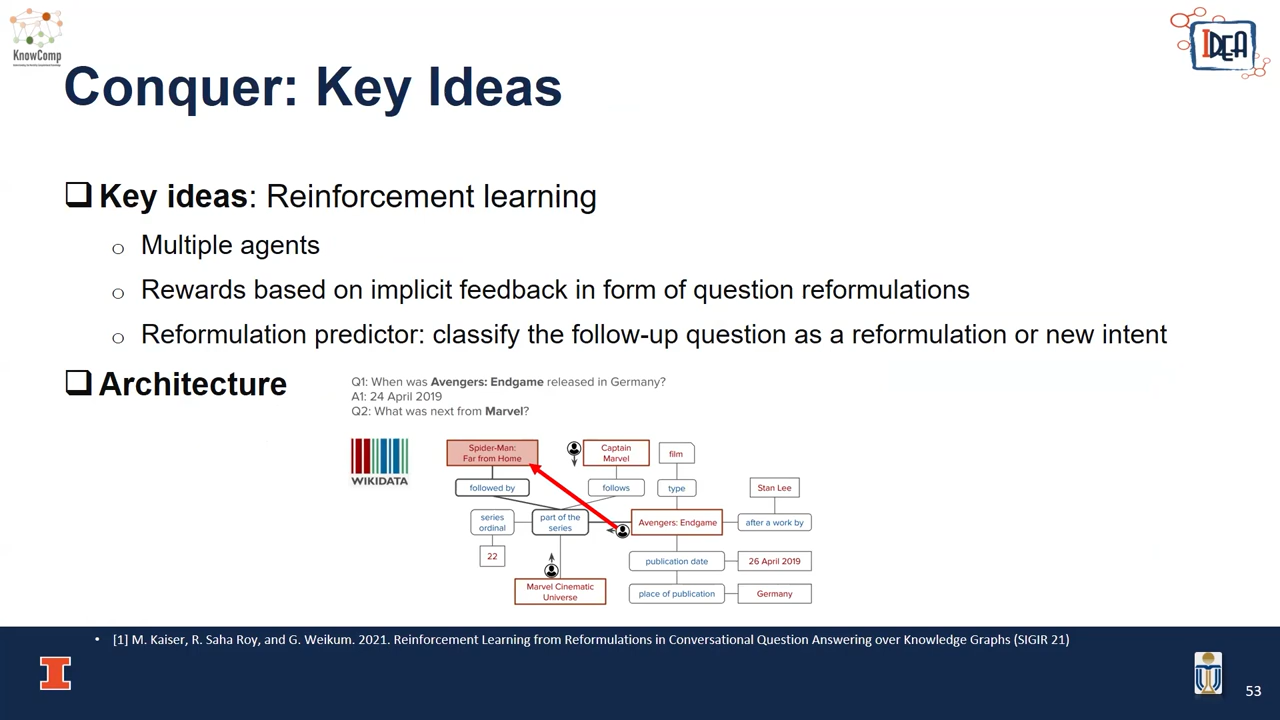 KnowComp
IDEA
Conquer: Key Ideas
Key ideas: Reinforcement learning
Multiple agents
Rewards based on implicit feedback in form of question reformulations
Reformulation predictor: classify the follow-up question as a reformulation or new intent
Architecture
Q1: When was Avengers: Endgame released in Germany?
A1: 24 April 2019
Q2: What was next from Marvel?
WIKIDATA
Spider-Man:
Far from Home
Captain
Marvel
film
followed by
follows
type
Stan Lee
series
ordinal
part of the
series
Avengers: Endgame
after a work by
22
publication date
26 April 2019
Marvel Cinematic
Universe
place of publication
Germany
• [1] M. Kaiser, R. Saha Roy, and G. Weikum. 2021. Reinforcement Learning from Reformulations in Conversational Question Answering over Knowledge Graphs (SIGIR 21)
53